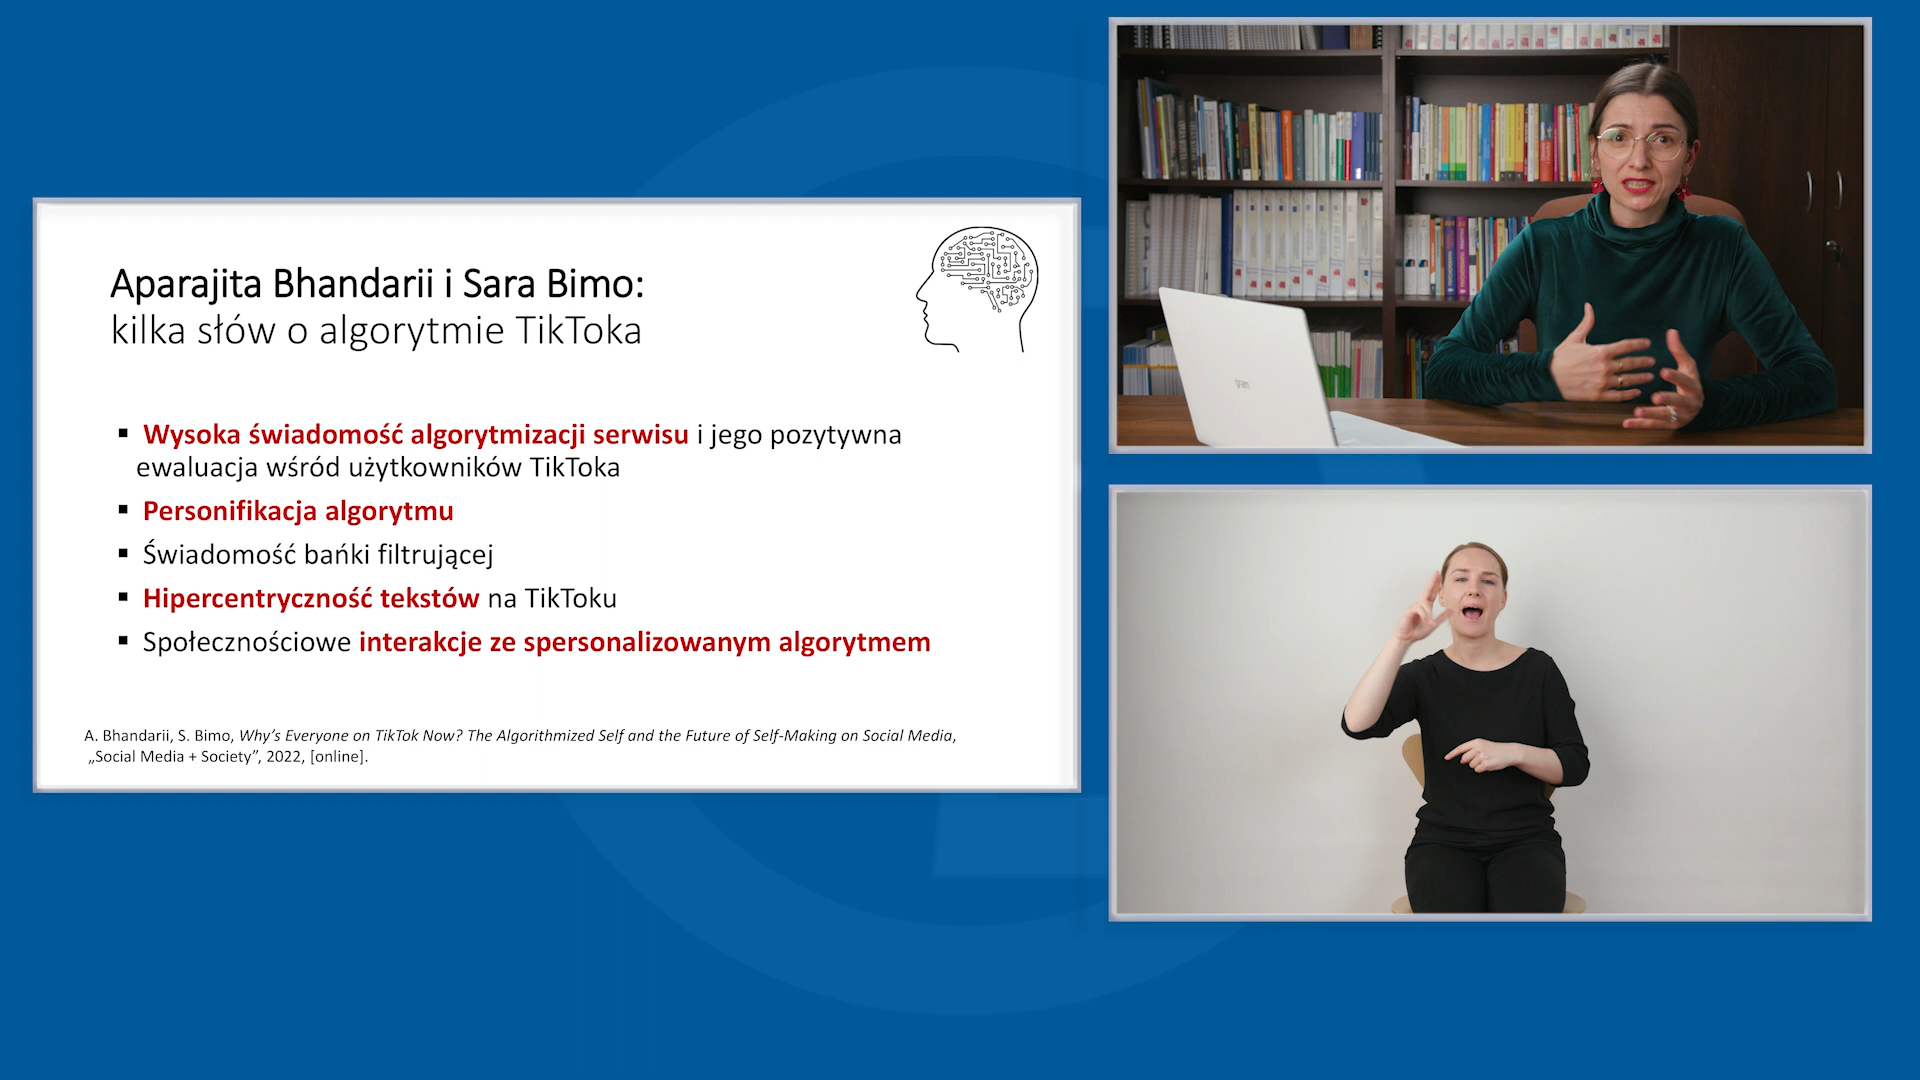 Aparajita Bhandarii i Sara Bimo:
kilka słów o algorytmie TikToka
▪ Wysoka świadomość algorytmizacji serwisu i jego pozytywna
ewaluacja wśród użytkowników TikToka
▪ Personifikacja algorytmu
▪ Świadomość bańki filtrującej
▪ Hipercentryczność tekstów na TikToku
▪ Społecznościowe interakcje ze spersonalizowanym algorytmem
A. Bhandarii, S. Bimo, Why’s Everyone on TikTok Now? The Algorithmized Self and the Future of Self-Making on Social Media,
„Social Media + Society”, 2022, [online].